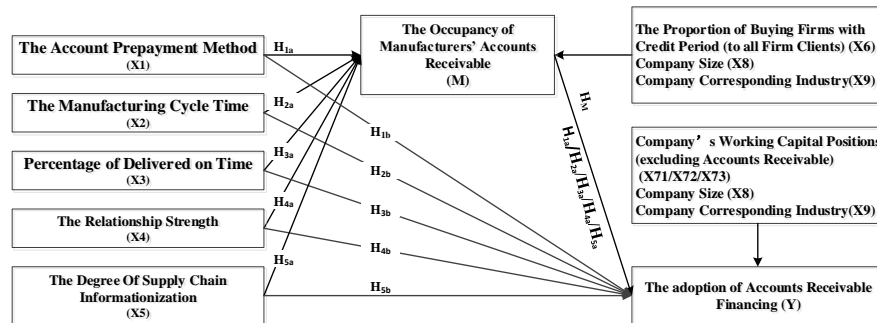 The Account Prepayment Method
(X1)
The Manufacturing Cycle Time
(X2)
Percentage of Delivered on Time
(X3)
The Relationship Strength
(X4)
The Degree Of Supply Chain
Informationization
(X5)
H1a
H2a
H3a
H4a
H5a
H1b
H2b
H3b
H4b
H5b
The Occupancy of
Manufacturers' Accounts
Receivable
(M)
HM
H1a/H2a/H3a/H4a/H5a
The Proportion of Buying Firms with
Credit Period (to all Firm Clients) (X6)
Company Size (X8)
Company Corresponding Industry(X9)
Company's Working Capital Positions
(excluding Accounts Receivable)
(X71/X72/X73)
Company Size (X8)
Company Corresponding Industry(X9)
The adoption of Accounts Receivable
Financing (Y)